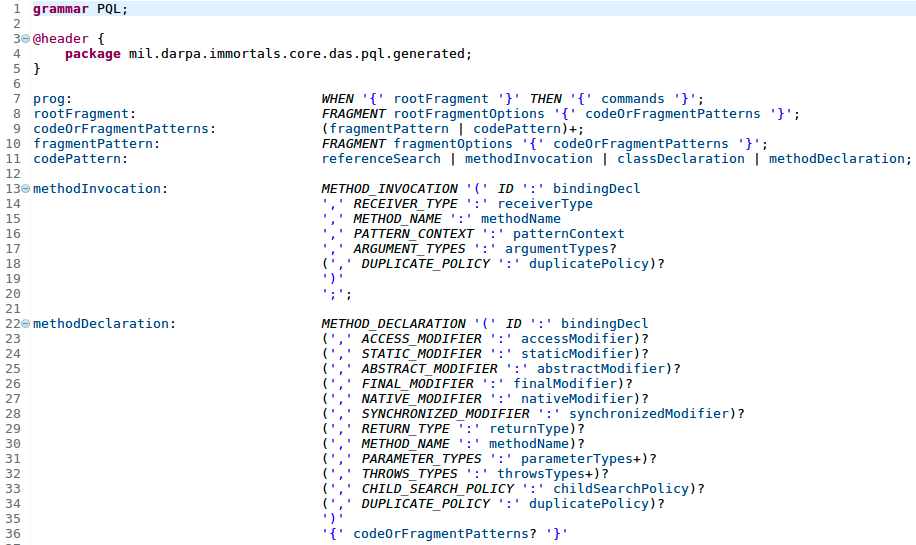 1 grammar PQL;
2
3 @header {
4 package mil.darpa.immortals.core.das.pql.generated;
5 }
6
7 prog: WHEN '{' rootFragment '}' THEN '{' commands '}';
8 rootFragment: FRAGMENT rootFragmentOptions '{' codeOrFragmentPatterns '}';
9 codeOrFragmentPatterns: (fragmentPattern | codePattern)+;
10 fragmentPattern: FRAGMENT fragmentOptions '{' codeOrFragmentPatterns '}';
11 codePattern: referenceSearch | methodInvocation | classDeclaration | methodDeclaration;
12
13 methodInvocation: METHOD_INVOCATION '(' ID ':' bindingDecl
14 ',' RECEIVER_TYPE ':' receiverType
15 ',' METHOD_NAME ':' methodName
16 ',' PATTERN_CONTEXT ':' patternContext
17 ',' ARGUMENT_TYPES ':' argumentTypes?
18 (',' DUPLICATE_POLICY ':' duplicatePolicy)?
19 ')'
20 ';';
21
22 methodDeclaration: METHOD_DECLARATION '(' ID ':' bindingDecl
23 (',' ACCESS_MODIFIER ':' accessModifier)?
24 (',' STATIC_MODIFIER ':' staticModifier)?
25 (',' ABSTRACT_MODIFIER ':' abstractModifier)?
26 (',' FINAL_MODIFIER ':' finalModifier)?
27 (',' NATIVE_MODIFIER ':' nativeModifier)?
28 (',' SYNCHRONIZED_MODIFIER ':' synchronizedModifier)?
29 (',' RETURN_TYPE ':' returnType)?
30 (',' METHOD_NAME ':' methodName)?
31 (',' PARAMETER_TYPES ':' parameterTypes+)?
32 (',' THROWS_TYPES ':' throwsTypes+)?
33 (',' CHILD_SEARCH_POLICY ':' childSearchPolicy)?
34 (',' DUPLICATE_POLICY ':' duplicatePolicy)?
35 ')'
36 '{' codeOrFragmentPatterns? '}'